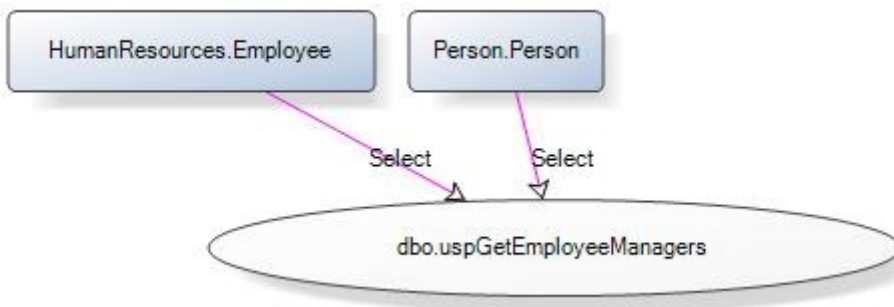 HumanResources.Employee
Person.Person
Select
Select
dbo.uspGetEmployeeManagers